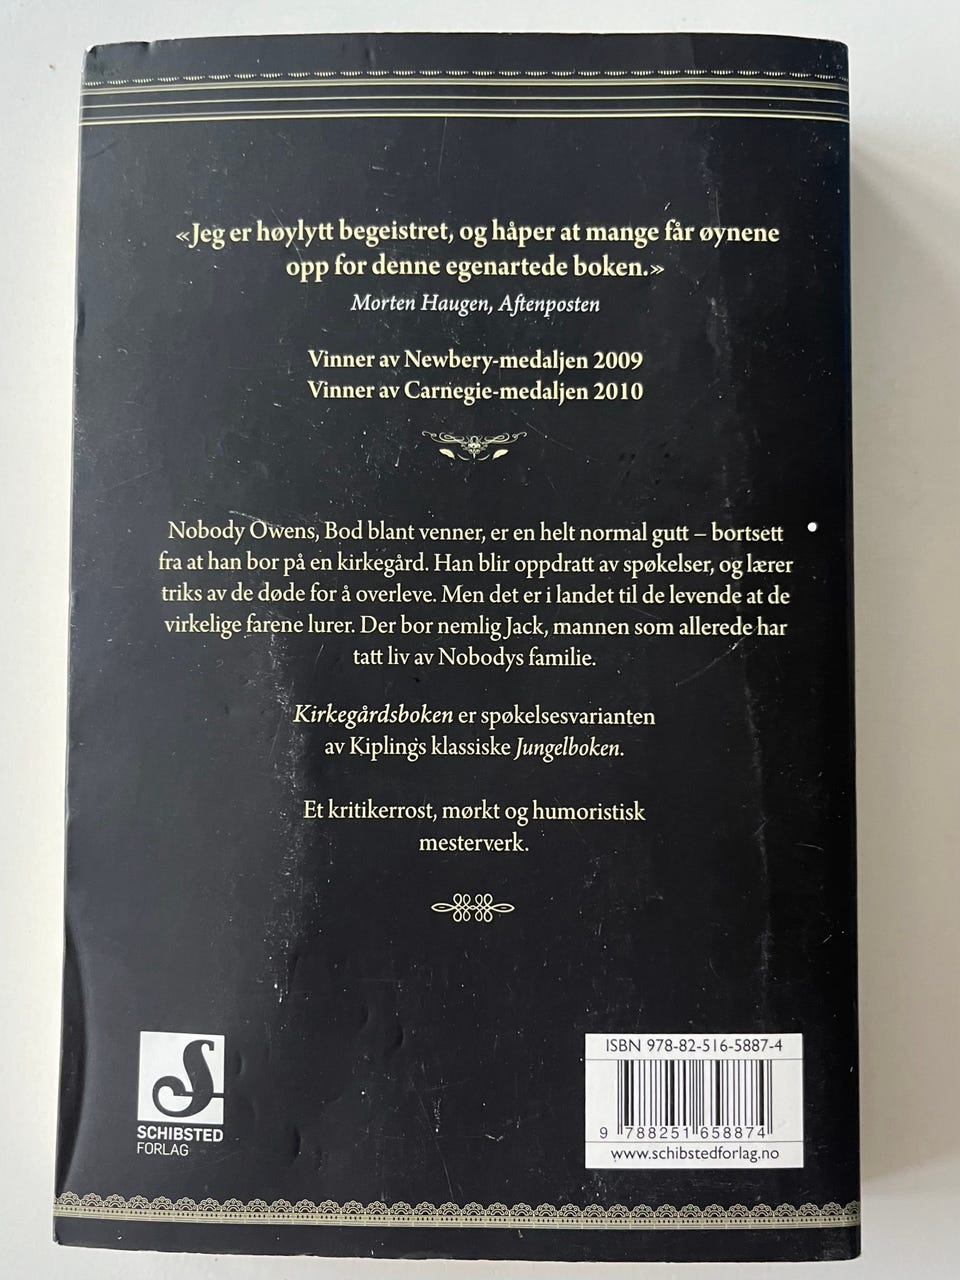 «Jeg er høylytt begeistret, og håper at mange får øynene
opp for denne egenartede boken.»
Morten Haugen, Aftenposten
Vinner av Newbery-medaljen 2009
Vinner av Carnegie-medaljen 2010
Nobody Owens, Bod blant venner, er en helt normal gutt – bortsett
fra at han bor på en kirkegård. Han blir oppdratt av spøkelser, og lærer
triks av de døde for å overleve. Men det er i landet til de levende at de
virkelige farene lurer. Der bor nemlig Jack, mannen som allerede har
tatt liv av Nobodys familie.
Kirkegårdsboken er spøkelsesvarianten
av Kiplings klassiske Jungelboken.
Et kritikerrost, mørkt og humoristisk
mesterverk.
S
SCHIBSTED
FORLAG
ISBN 978-82-516-5887-4
9 788251 658874
www.schibstedforlag.no